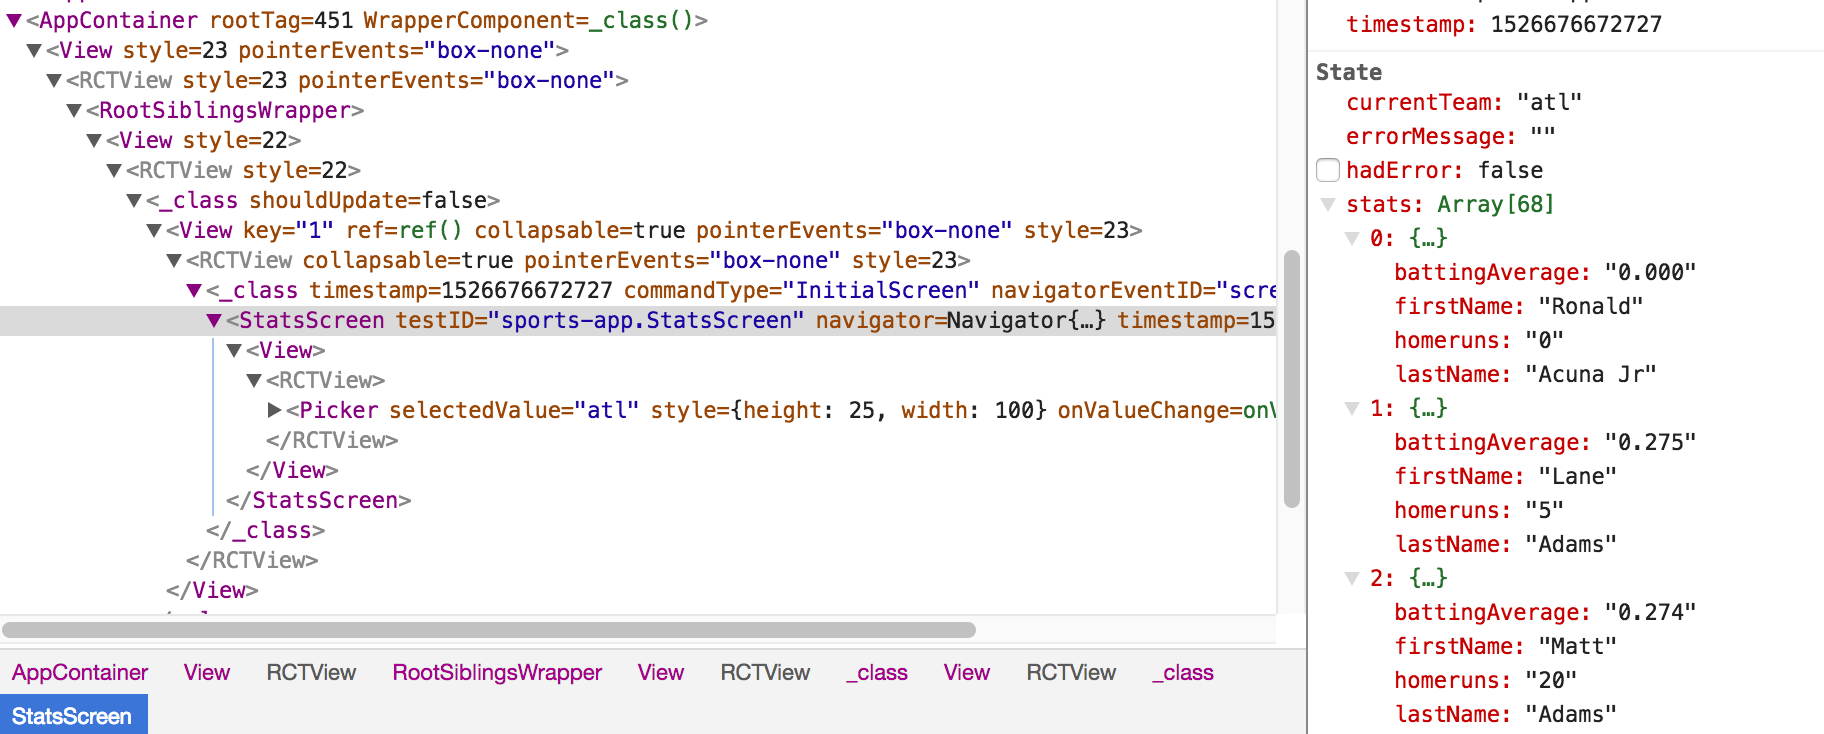 <AppContainer rootTag=451 WrapperComponent=_class()>
<View style=23 pointerEvents="box-none">
<RCTView style=23 pointerEvents="box-none">
<RootSiblingsWrapper>
<View style=22>
<RCTView style=22>
<_class shouldUpdate=false>
<View key="1" ref=ref() collapsable=true pointerEvents="box-none" style=23>
<RCTView collapsable=true pointerEvents="box-none" style=23>
<_class timestamp=1526676672727 commandType="InitialScreen" navigatorEventID="scre
<StatsScreen testID="sports-app.StatsScreen" navigator=Navigator{…} timestamp=15
<View>
<RCTView>
<Picker selectedValue="atl" style={height: 25, width: 100} onValueChange=onV
</RCTView>
</View>
</StatsScreen>
</_class>
</RCTView>
</View>
AppContainer View RCTView RootSiblingsWrapper View RCTView _class View RCTView _class
StatsScreen
timestamp: 1526676672727
State
currentTeam: "atl"
errorMessage: ""
hadError: false
stats: Array[68]
0: {…}
battingAverage: "0.000"
firstName: "Ronald"
homeruns: "0"
lastName: "Acuna Jr"
1: {…}
battingAverage: "0.275"
firstName: "Lane"
homeruns: "5"
lastName: "Adams"
2: {…}
battingAverage: "0.274"
firstName: "Matt"
homeruns: "20"
lastName: "Adams"